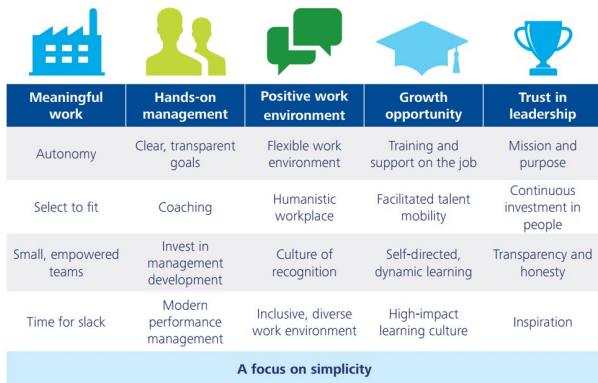 Meaningful work
Hands-on management
Positive work environment
Growth opportunity
Trust in leadership
Autonomy
Clear, transparent goals
Flexible work environment
Training and support on the job
Mission and purpose
Select to fit
Coaching
Humanistic workplace
Facilitated talent mobility
Continuous investment in people
Small, empowered teams
Invest in management development
Culture of recognition
Self-directed, dynamic learning
Transparency and honesty
Time for slack
Modern performance management
Inclusive, diverse work environment
High-impact learning culture
Inspiration
A focus on simplicity